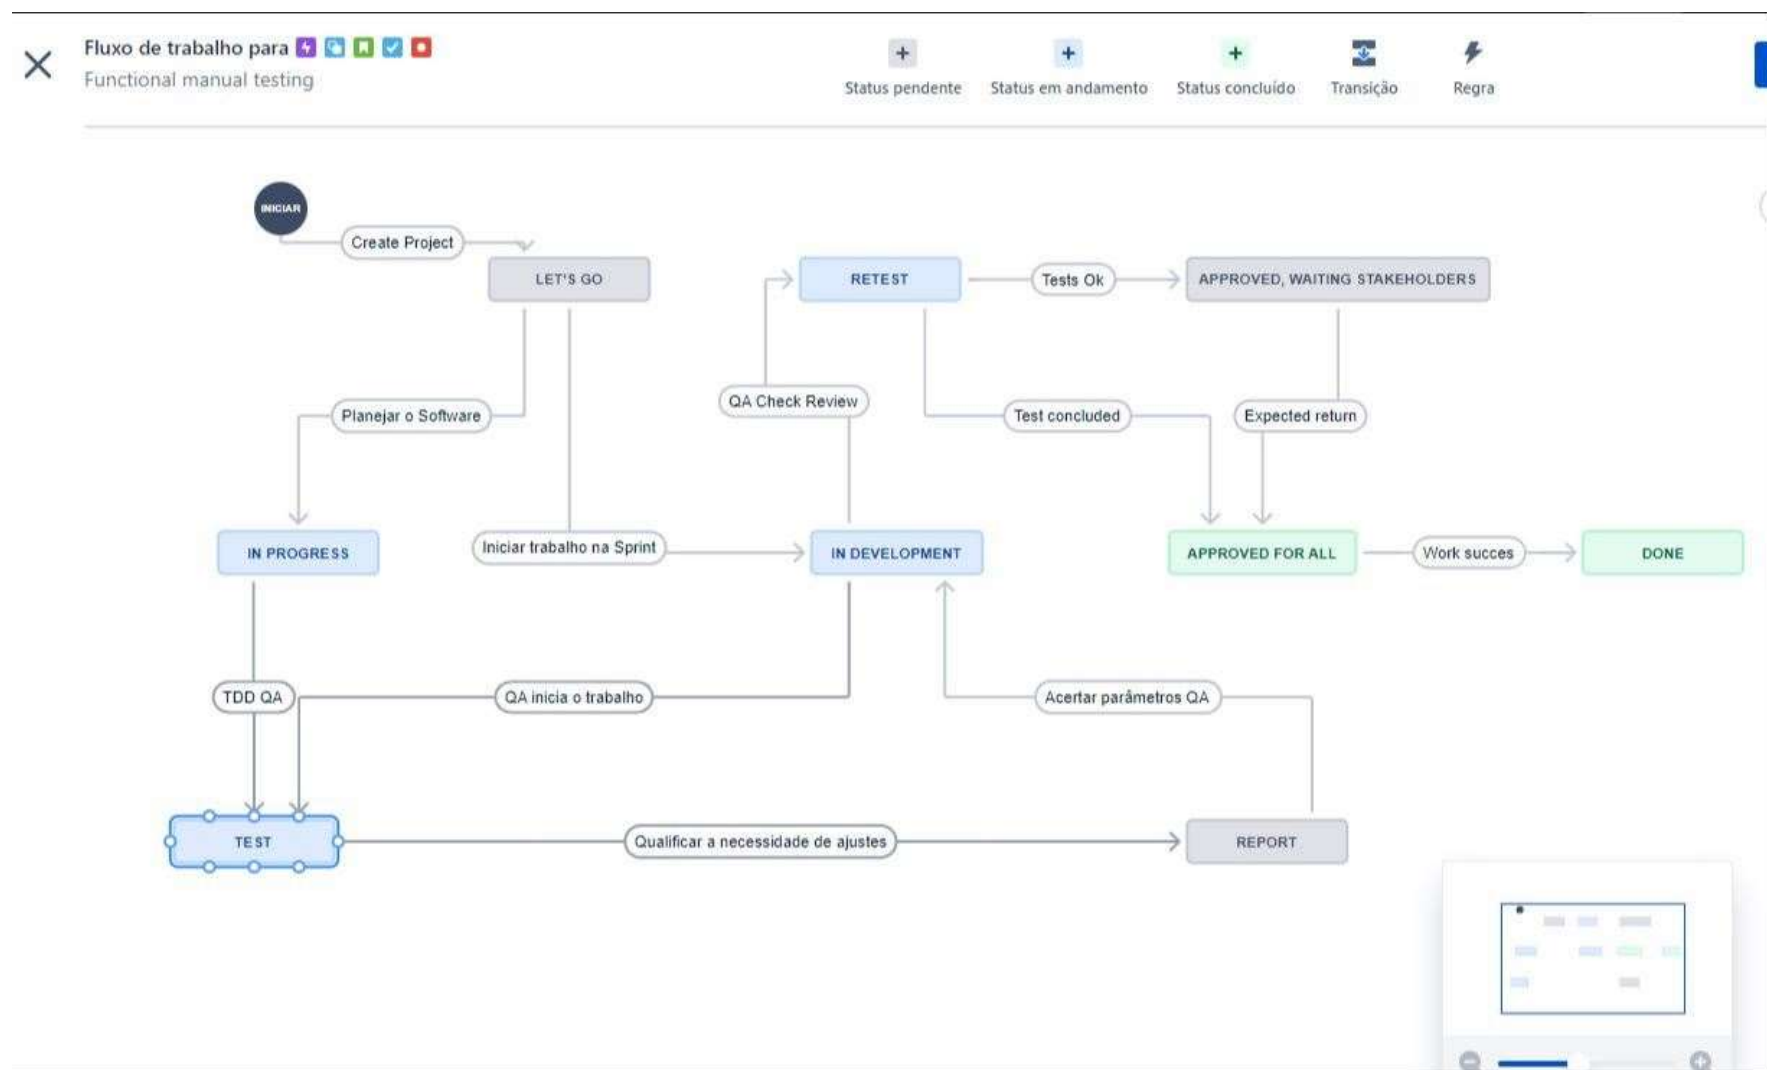 Fluxo de trabalho para
Functional manual testing
Status pendente
Status em andamento
Status concluído
Transição
Regra
INICIAR
Create Project
LET'S GO
RETEST
Tests Ok
APPROVED, WAITING STAKEHOLDERS
Planejar o Software
QA Check Review
Test concluded
Expected return
IN PROGRESS
Iniciar trabalho na Sprint
IN DEVELOPMENT
APPROVED FOR ALL
Work succes
DONE
TDD QA
QA inicia o trabalho
Acertar parâmetros QA
TEST
Qualificar a necessidade de ajustes
REPORT